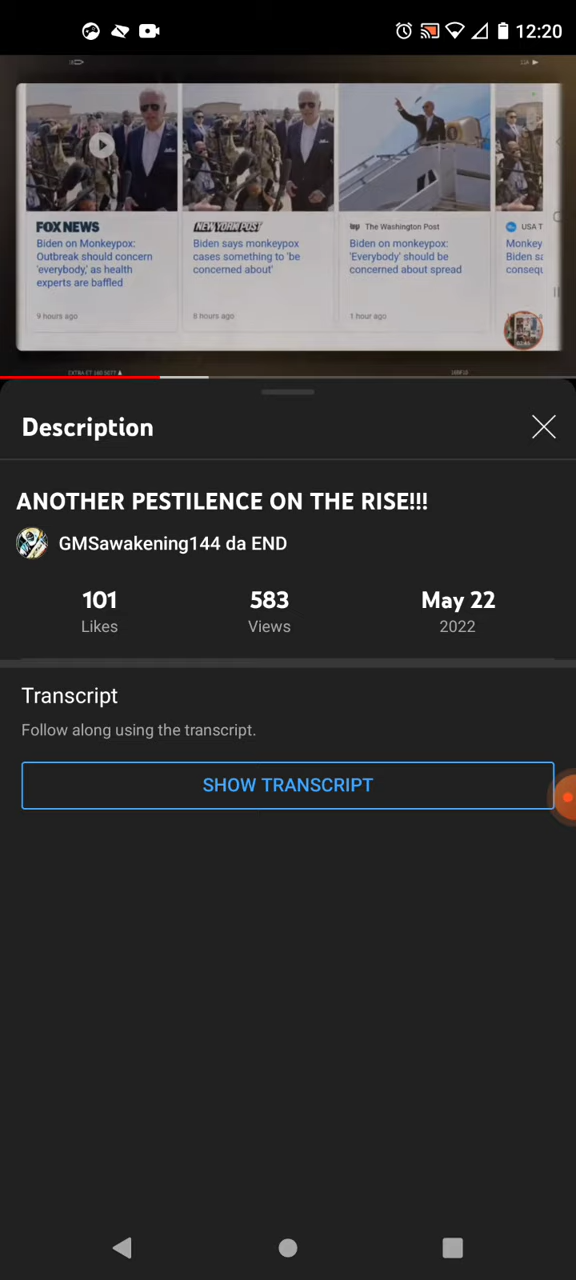 12:20
FOX NEWS
Biden on Monkeypox:
Outbreak should concern
'everybody,' as health
experts are baffled
9 hours ago
NEW YORK POST
Biden says monkeypox
cases something to 'be
concerned about'
8 hours ago
The Washington Post
Biden on monkeypox:
'Everybody' should be
concerned about spread
1 hour ago
USA T
Monkey
Biden sa
consequ
Description
ANOTHER PESTILENCE ON THE RISE!!!
GMSawakening144 da END
101
Likes
583
Views
May 22
2022
Transcript
Follow along using the transcript.
SHOW TRANSCRIPT